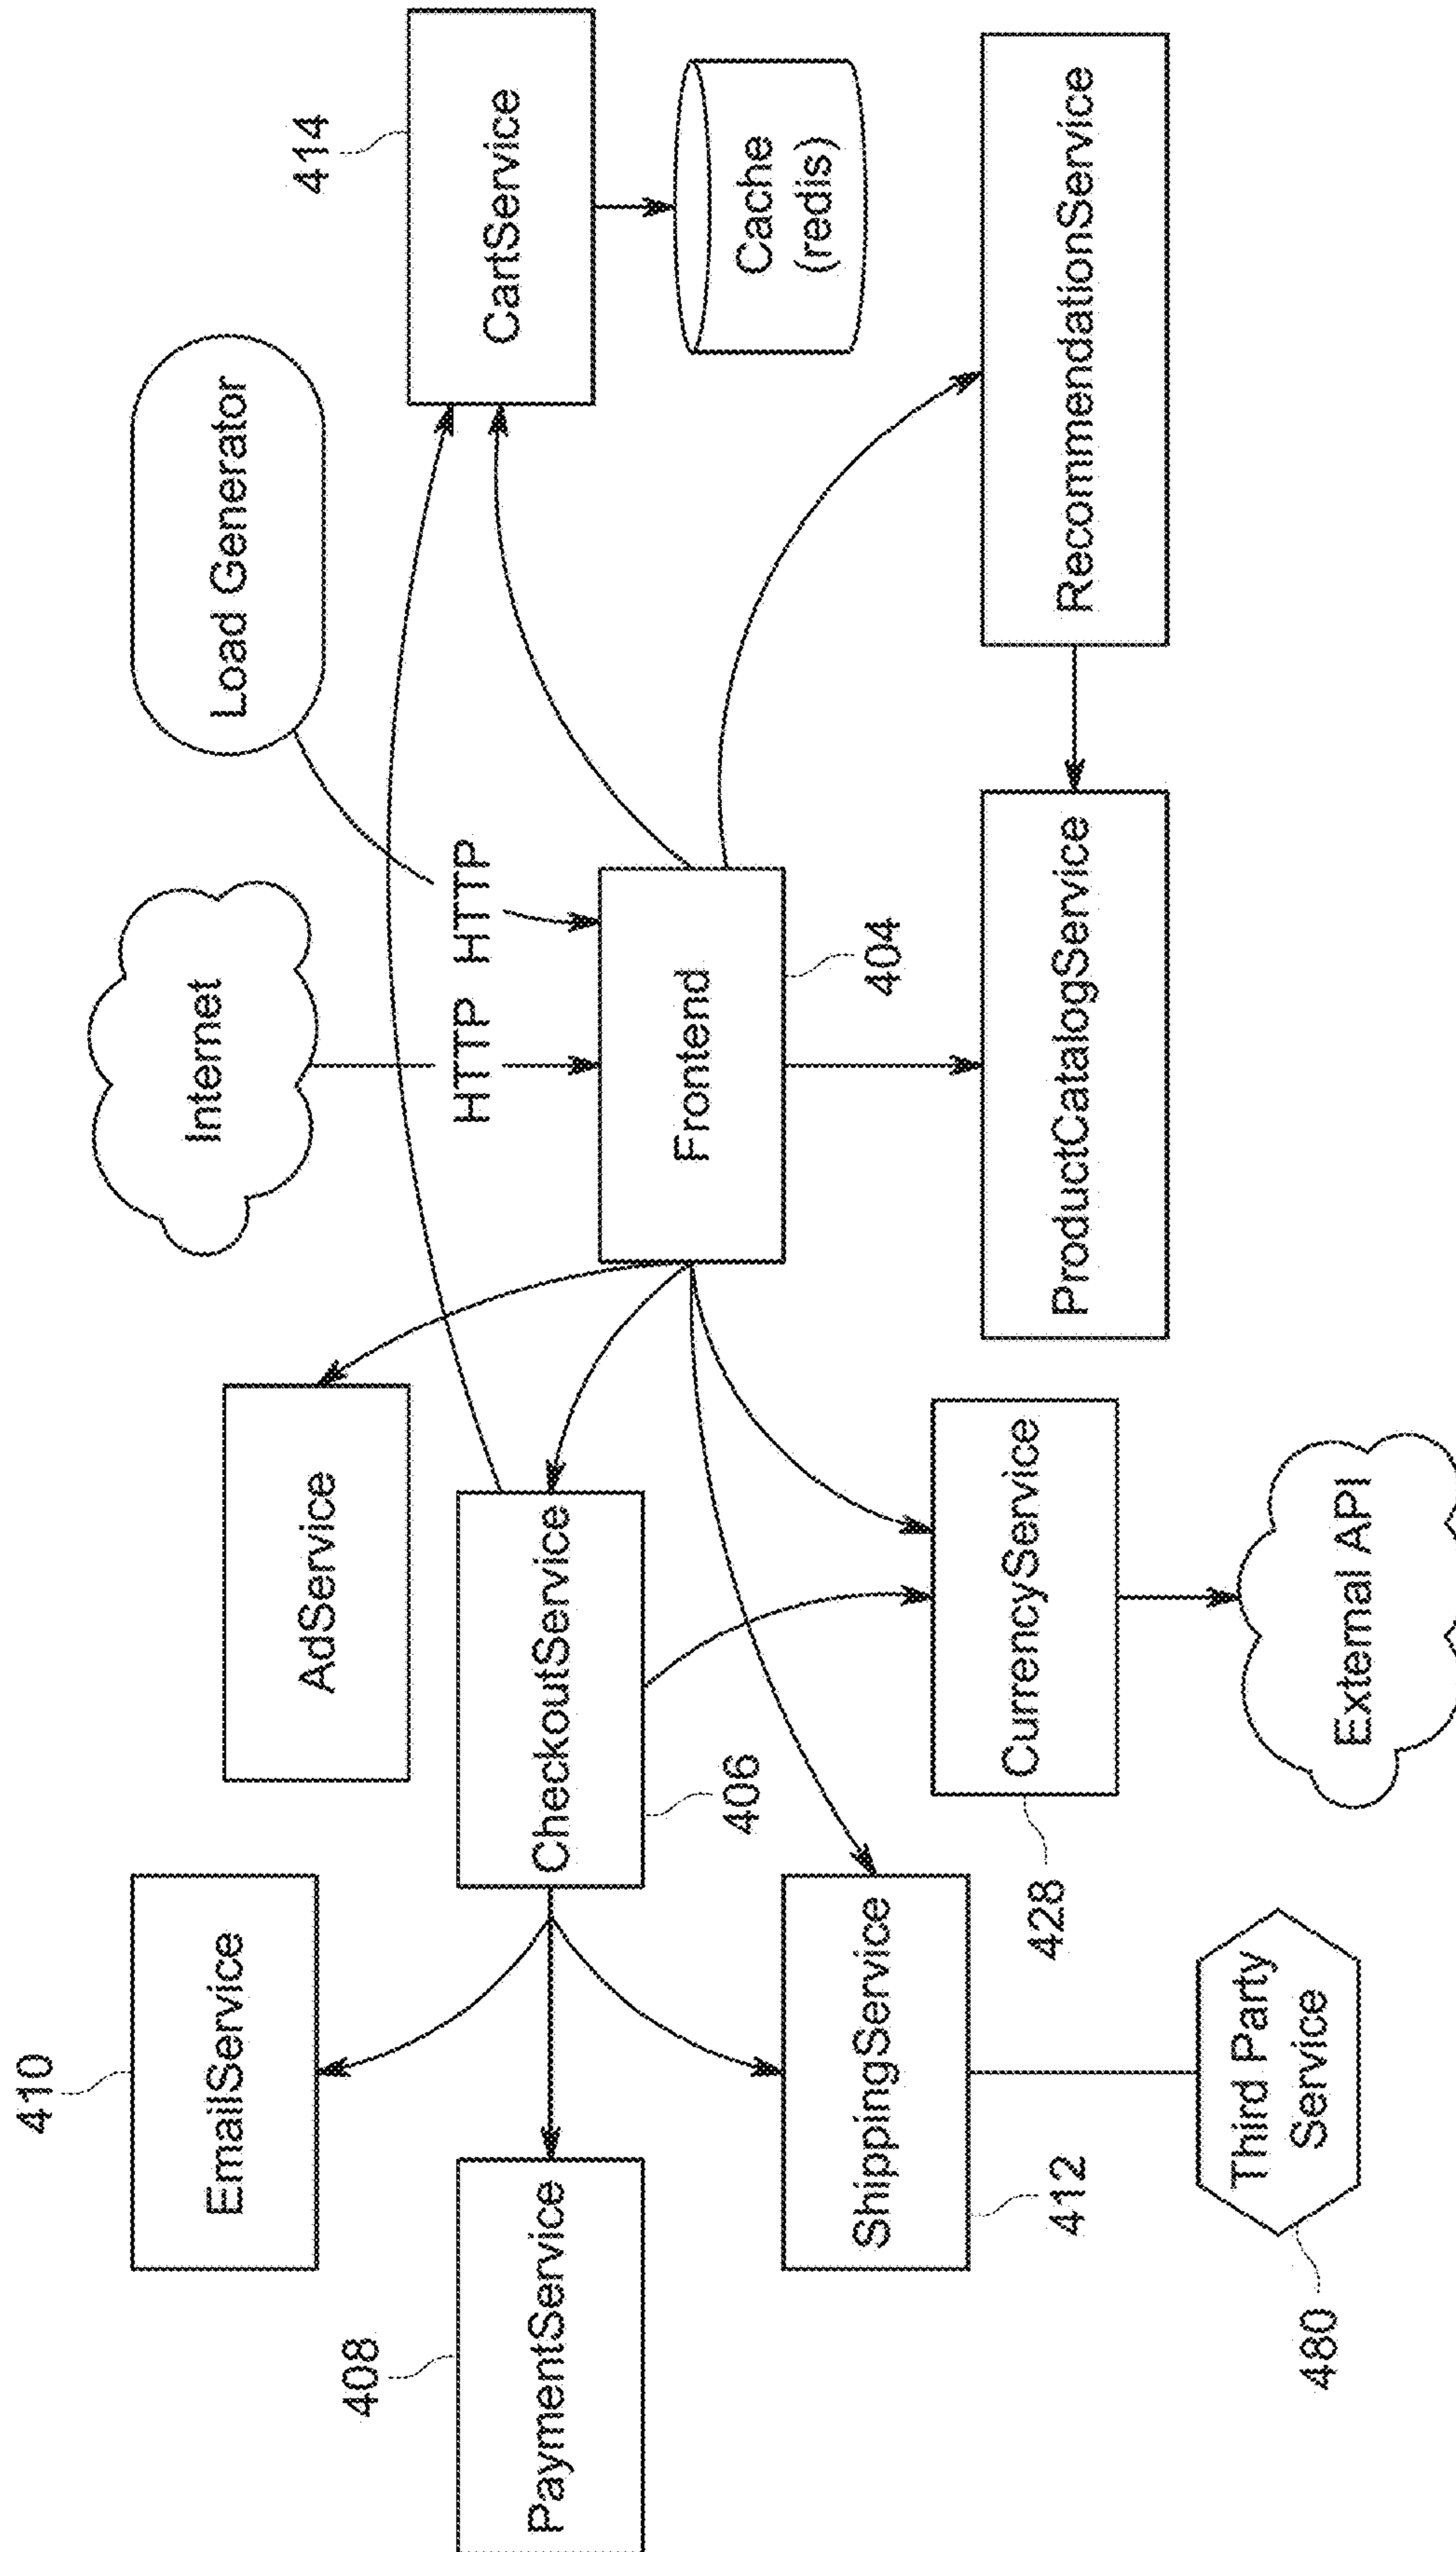 410
EmailService
Internet
Load Generator
AdService
414
CartService
408
PaymentService
CheckoutService
406
HTTP
HTTP
Frontend
404
Cache
(redis)
ShippingService
412
CurrencyService
428
ProductCatalogService
RecommendationService
480
Third Party
Service
External API